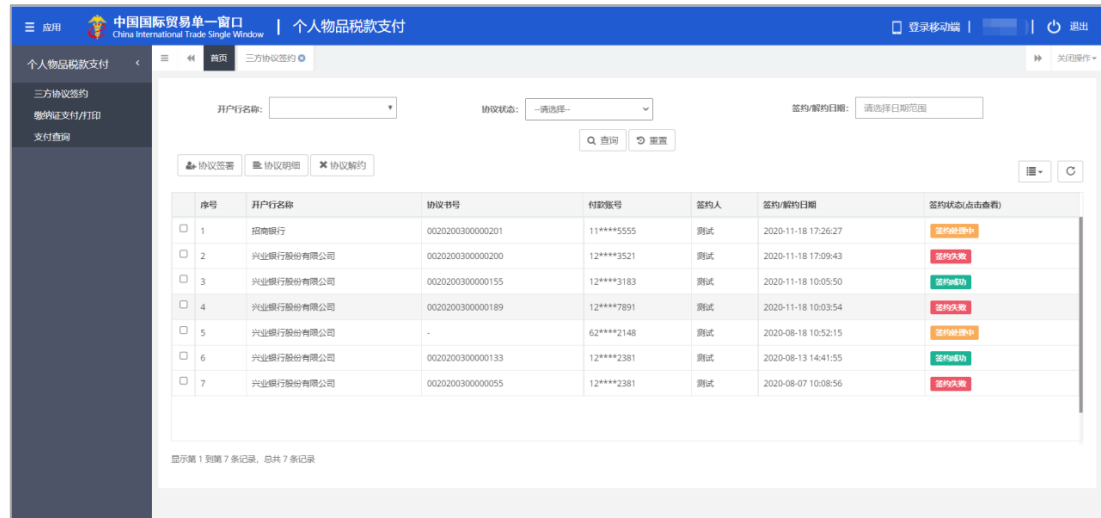 应用
中国国际贸易单一窗口
China International Trade Single Window
个人物品税款支付
登录移动端
退出
个人物品税款支付
首页
三方协议签约
关闭操作
三方协议签约
缴纳证支付/打印
支付查询
开户行名称:
协议状态:
--请选择--
签约/解约日期:
请选择日期范围
查询
重置
协议签署
协议明细
协议解约
序号 开户行名称 协议书号 付款账号 签约人 签约/解约日期 签约状态(点击查看)
1 招商银行 0020200300000201 11****5555 测试 2020-11-18 17:26:27 签约处理中
2 兴业银行股份有限公司 0020200300000200 12****3521 测试 2020-11-18 17:09:43 签约失败
3 兴业银行股份有限公司 0020200300000155 12****3183 测试 2020-11-18 10:05:50 签约成功
4 兴业银行股份有限公司 0020200300000189 12****7891 测试 2020-11-18 10:03:54 签约失败
5 兴业银行股份有限公司 - 62****2148 测试 2020-08-18 10:52:15 签约处理中
6 兴业银行股份有限公司 0020200300000133 12****2381 测试 2020-08-13 14:41:55 签约成功
7 兴业银行股份有限公司 0020200300000055 12****2381 测试 2020-08-07 10:08:56 签约失败
显示第 1 到第 7 条记录，总共 7 条记录